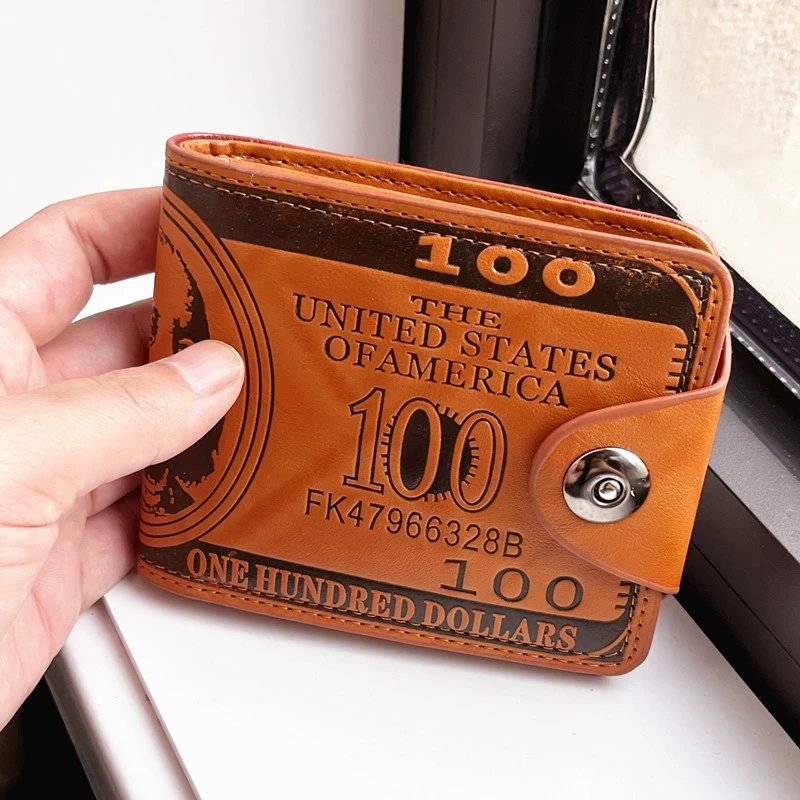 100
THE
UNITED STATES
OFAMERICA
100
FK47966328B
100
ONE HUNDRED DOLLARS